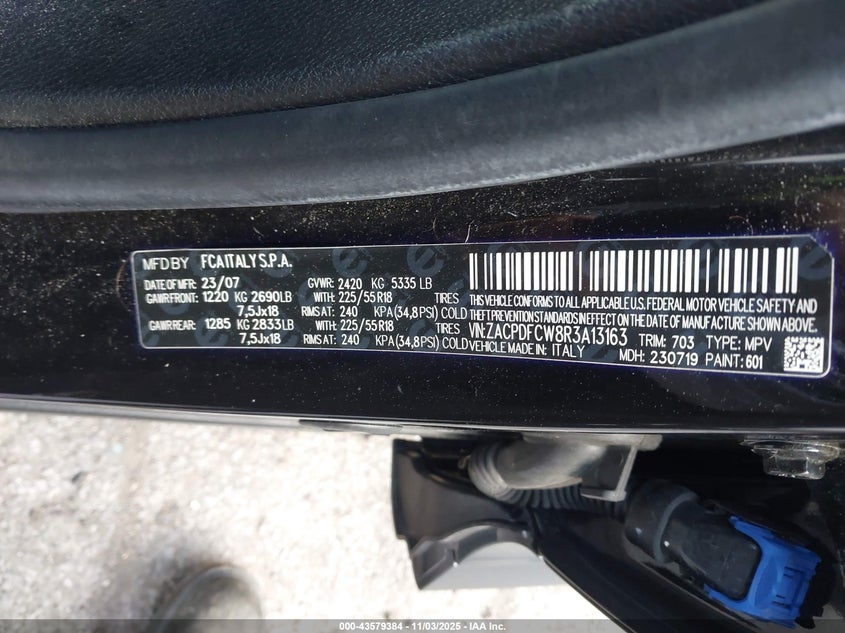 MFD BY FCA ITALY S.P.A.
DATE OF MFR: 23/07 GVWR: 2420 KG 5335 LB
GAWR FRONT: 1220 KG 2690LB WITH: 225/55R18 TIRES
7,5Jx18 RIMS AT: 240 KPA(34,8PSI) COLD
GAWR REAR: 1285 KG 2833LB WITH: 225/55R18 TIRES
7,5Jx18 RIMS AT: 240 KPA(34,8PSI) COLD
THIS VEHICLE CONFORMS TO ALL APPLICABLE U.S. FEDERAL MOTOR VEHICLE SAFETY AND
THEFT PREVENTION STANDARDS IN EFFECT ON THE DATE OF MANUFACTURE SHOWN ABOVE.
VIN: ZACPDFCW8R3A13163 TRIM: 703 TYPE: MPV
VEHICLE MADE IN: ITALY MDH: 230719 PAINT: 601
000-43579384 - 11/03/2025 - IAA Inc.